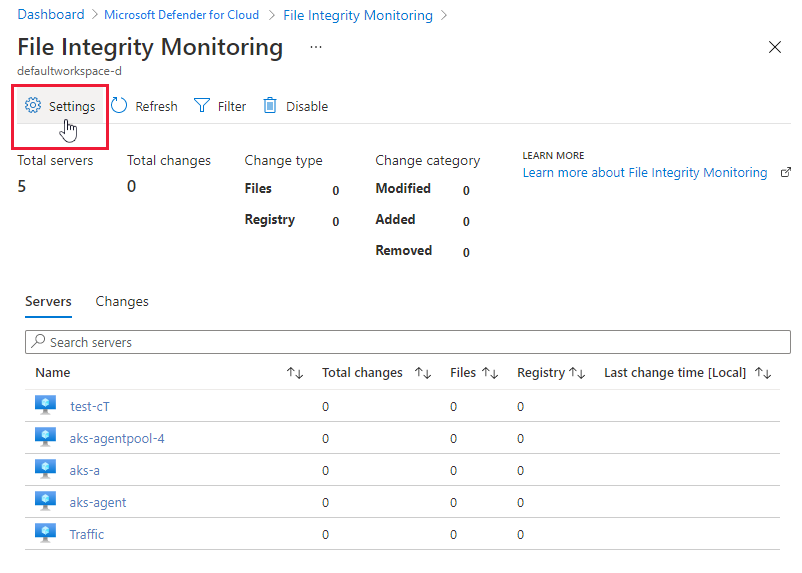 Dashboard > Microsoft Defender for Cloud > File Integrity Monitoring >
File Integrity Monitoring ...
defaultworkspace-d
Settings Refresh Filter Disable
Total servers Total changes Change type Change category LEARN MORE
Learn more about File Integrity Monitoring
5 0 Files 0 Modified 0
Registry 0 Added 0
Removed 0
Servers Changes
Search servers
Name Total changes Files Registry Last change time [Local]
test-cT 0 0 0
aks-agentpool-4 0 0 0
aks-a 0 0 0
aks-agent 0 0 0
Traffic 0 0 0